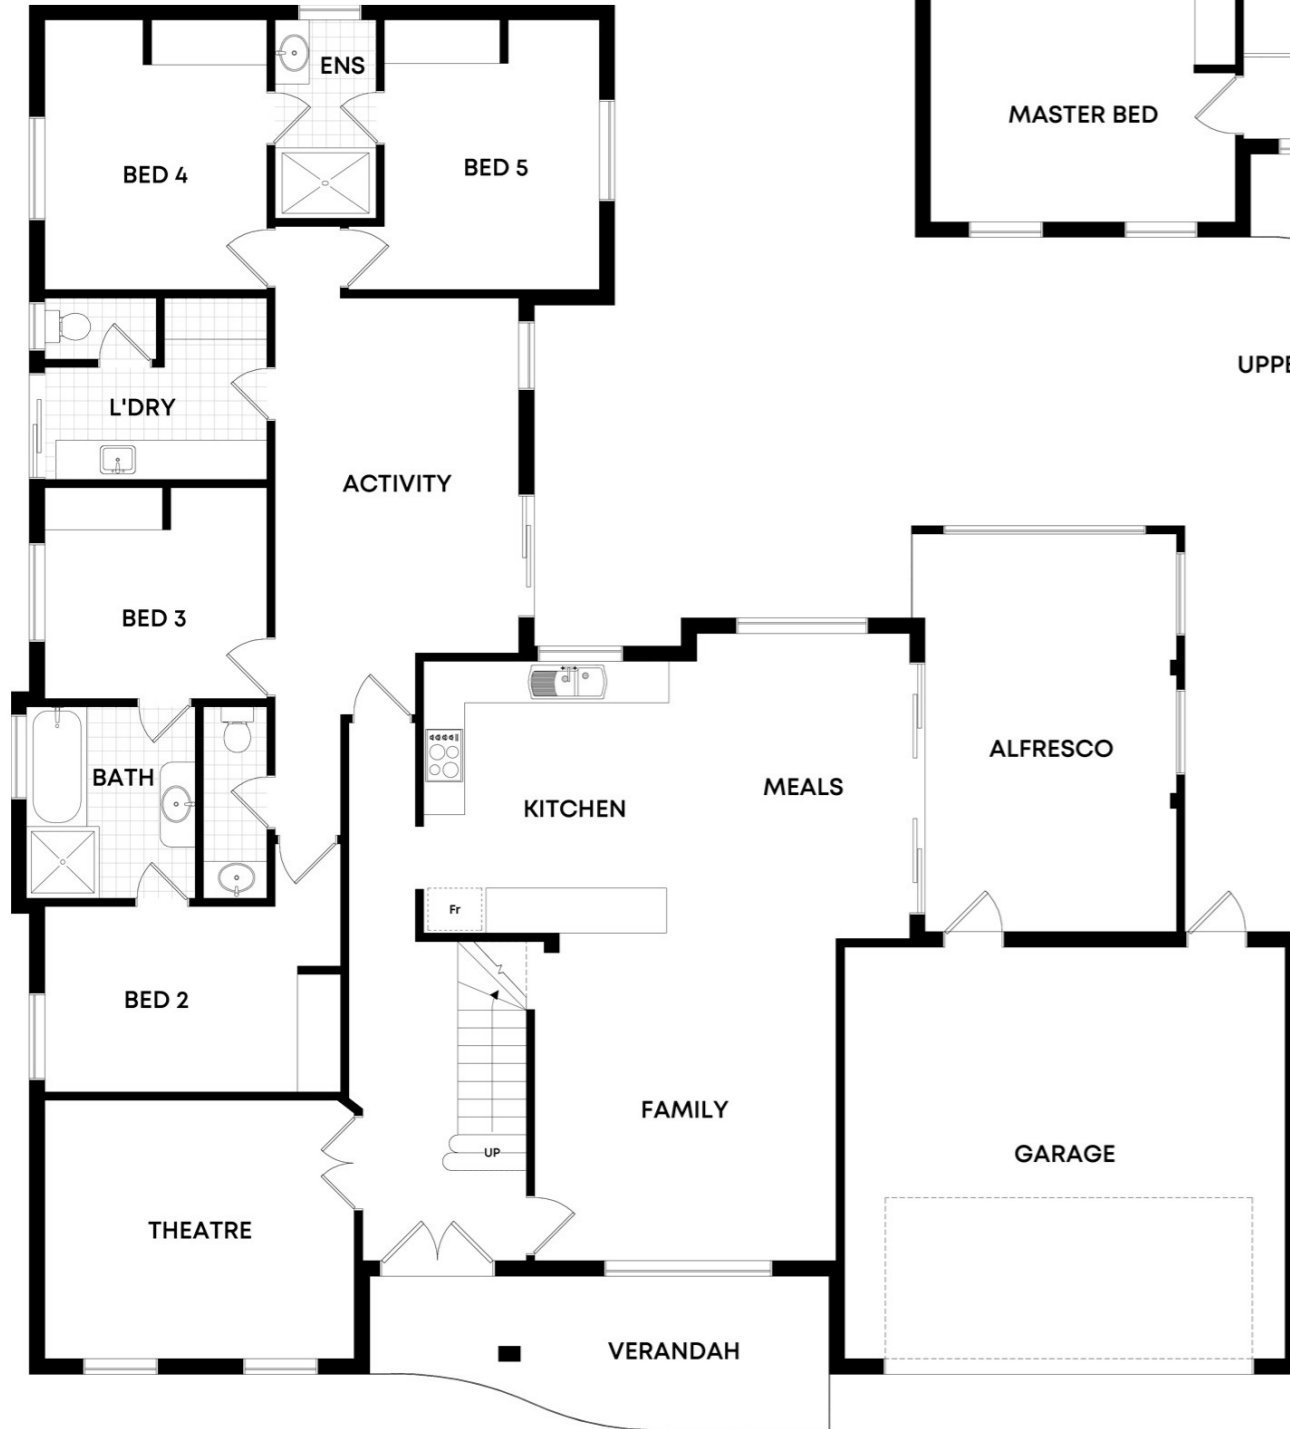 ENS
MASTER BED
BED 4
BED 5
UPPE
L'DRY
ACTIVITY
BED 3
ALFRESCO
BATH
MEALS
KITCHEN
Fr
BED 2
FAMILY
UP
GARAGE
THEATRE
VERANDAH